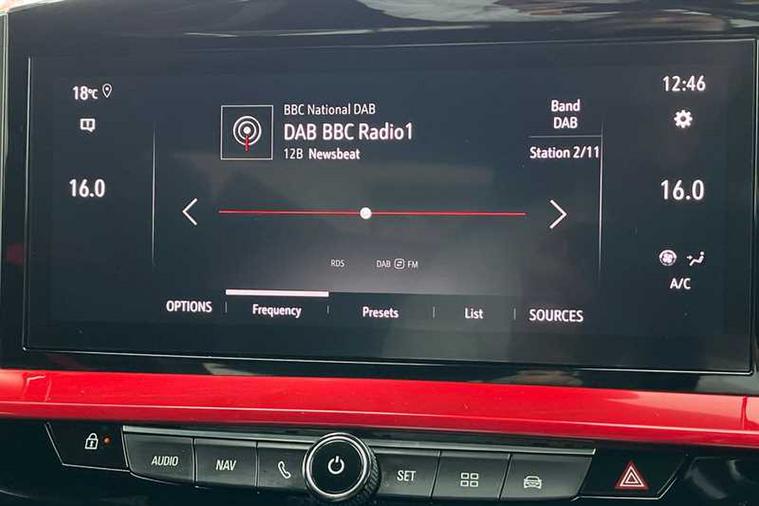 18°C
16.0
BBC National DAB
DAB BBC Radio1
12B Newsbeat
Band
DAB
Station 2/11
12:46
16.0
A/C
RDS
DAB FM
OPTIONS
Frequency
Presets
List
SOURCES
AUDIO
NAV
SET